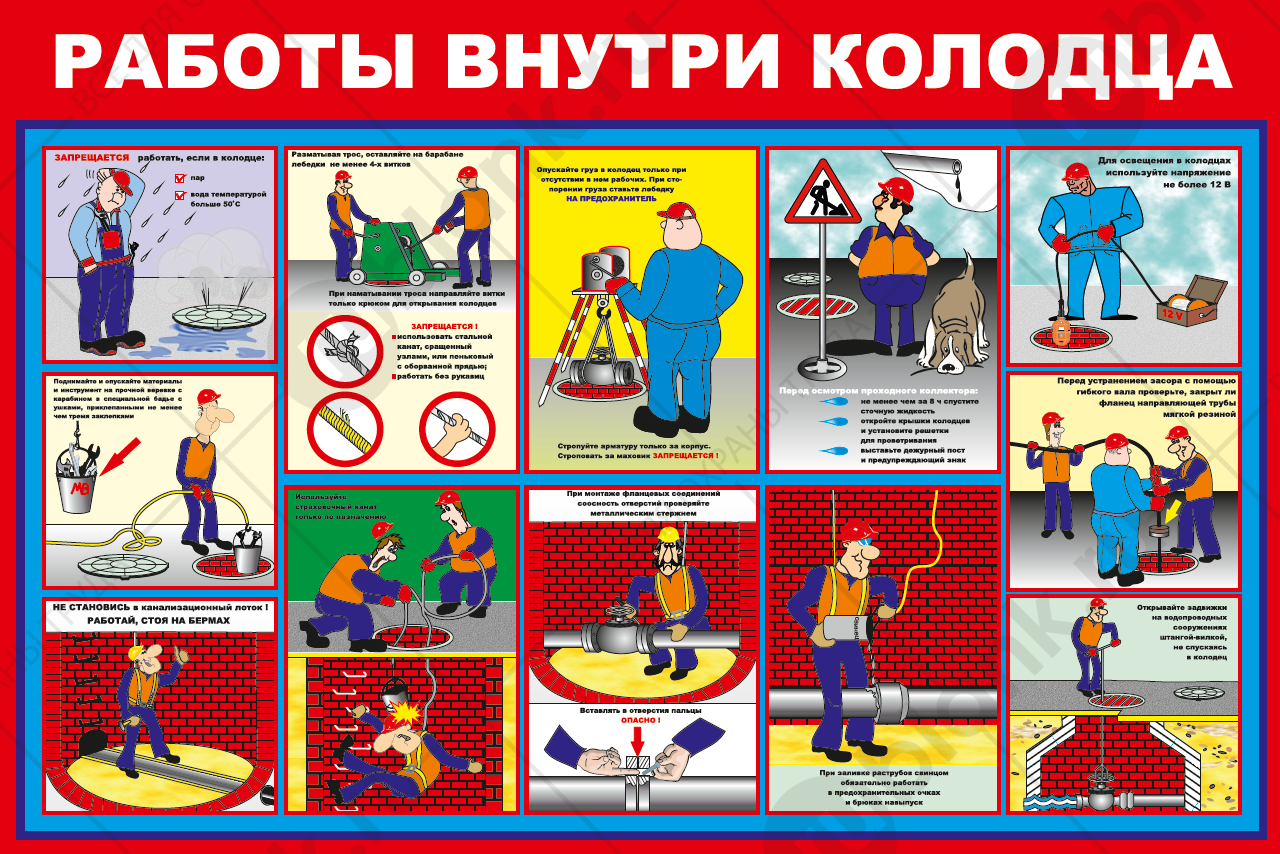 РАБОТЫ ВНУТРИ КОЛОДЦА
ЗАПРЕЩАЕТСЯ работать, если в колодце:
пар
вода температурой
больше 50°С
Поднимайте и опускайте материалы
и инструмент на прочной веревке с
карабином в специальной бадье с
ушками, приклепанными не менее
чем тремя заклепками
МВ
НЕ СТАНОВИСЬ в канализационный лоток !
РАБОТАЙ, СТОЯ НА БЕРМАХ
Разматывая трос, оставляйте на барабане
лебедки не менее 4-х витков
При наматывании троса направляйте витки
только крюком для открывания колодцев
ЗАПРЕЩАЕТСЯ !
использовать стальной
канат, сращенный
узлами, или пеньковый
с оборванной прядью;
работать без рукавиц
Используйте
страховочный канат
только по назначению
Опускайте груз в колодец только при
отсутствии в нем рабочих. При сто-
порении груза ставьте лебедку
НА ПРЕДОХРАНИТЕЛЬ
Стропуйте арматуру только за корпус.
Строповать за маховик ЗАПРЕЩАЕТСЯ !
При монтаже фланцевых соединений
соосность отверстий проверяйте
металлическим стержнем
Вставлять в отверстия пальцы
ОПАСНО !
Перед осмотром проходного коллектора:
не менее чем за 8 ч спустите
сточную жидкость
откройте крышки колодцев
и установите решетки
для проветривания
выставьте дежурный пост
и предупреждающий знак
При заливке раструбов свинцом
обязательно работать
в предохранительных очках
и брюках навыпуск
Для освещения в колодцах
используйте напряжение
не более 12 В
12 V
Перед устранением засора с помощью
гибкого вала проверьте, закрыт ли
фланец направляющей трубы
мягкой резиной
Открывайте задвижки
на водопроводных
сооружениях
штангой-вилкой,
не спускаясь
в колодец